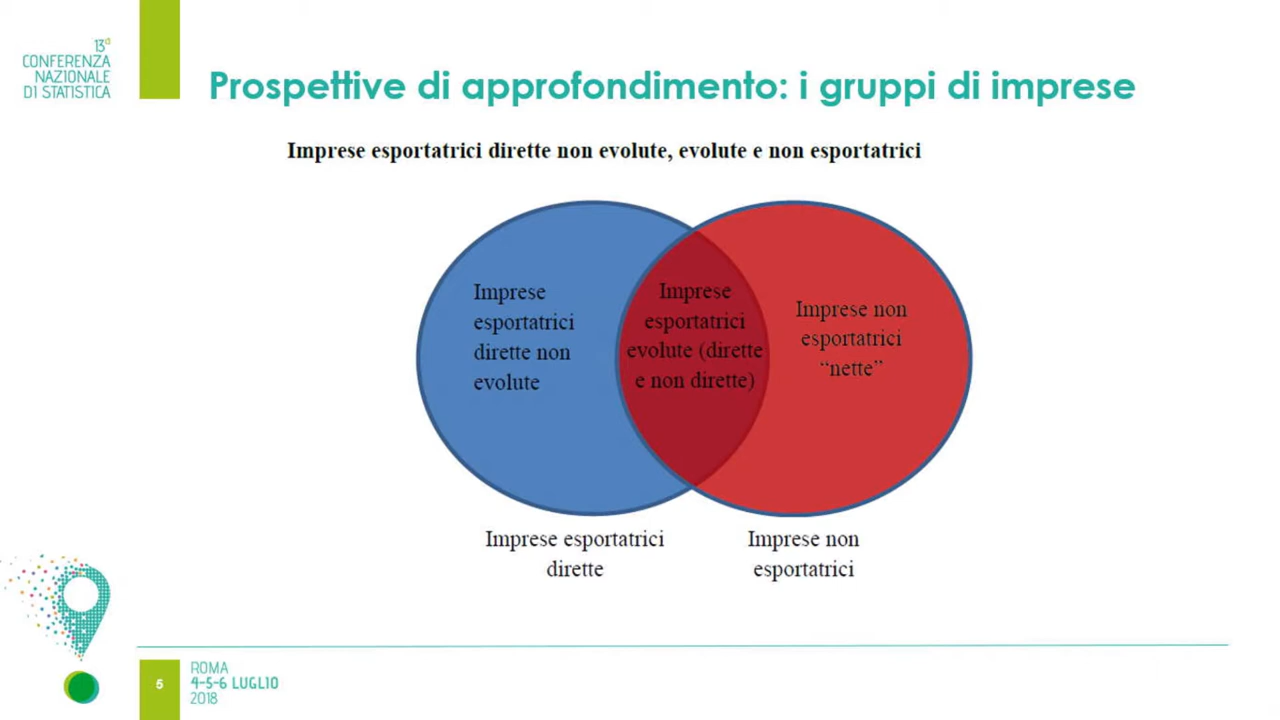 13a
CONFERENZA
NAZIONALE
DI STATISTICA
Prospettive di approfondimento: i gruppi di imprese
Imprese esportatrici dirette non evolute, evolute e non esportatrici
Imprese
esportatrici
dirette non
evolute
Imprese
esportatrici
evolute (dirette
e non dirette)
Imprese non
esportatrici
“nette”
Imprese esportatrici
dirette
Imprese non
esportatrici
5
ROMA
4-5-6 LUGLIO
2018